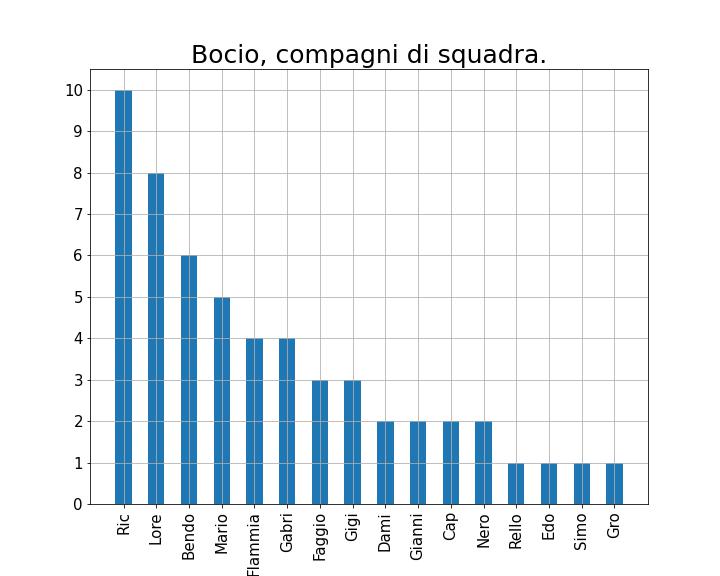 Bocio, compagni di squadra.
10
9
8
7
6
5
4
3
2
1
0
Ric
Lore
Bendo
Mario
Flammia
Gabri
Faggio
Gigi
Dami
Gianni
Cap
Nero
Rello
Edo
Simo
Gro